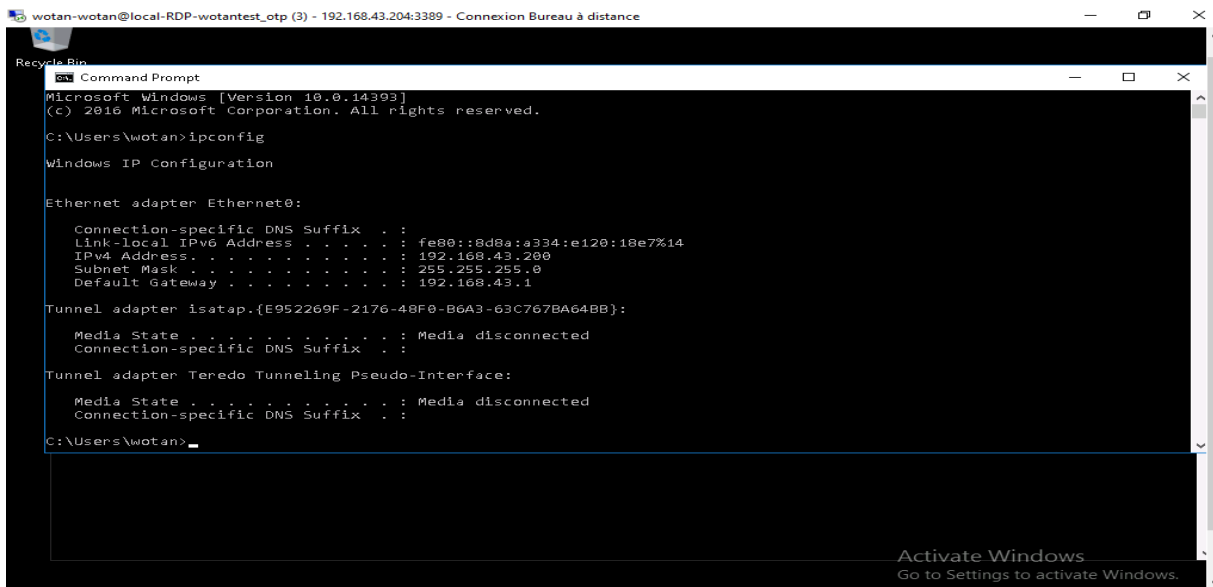 wotan-wotan@local-RDP-wotantest_otp (3) - 192.168.43.204:3389 - Connexion Bureau à distance
Recycle Bin
Command Prompt
Microsoft Windows [Version 10.0.14393]
(c) 2016 Microsoft Corporation. All rights reserved.
C:\Users\wotan>ipconfig
Windows IP Configuration
Ethernet adapter Ethernet0:
Connection-specific DNS Suffix  . :
Link-local IPv6 Address . . . . . : fe80::8d8a:a334:e120:18e7%14
IPv4 Address. . . . . . . . . . . : 192.168.43.200
Subnet Mask . . . . . . . . . . . : 255.255.255.0
Default Gateway . . . . . . . . . : 192.168.43.1
Tunnel adapter isatap.{E952269F-2176-48F0-B6A3-63C767BA64BB}:
Media State . . . . . . . . . . . : Media disconnected
Connection-specific DNS Suffix  . :
Tunnel adapter Teredo Tunneling Pseudo-Interface:
Media State . . . . . . . . . . . : Media disconnected
Connection-specific DNS Suffix  . :
C:\Users\wotan>
Activate Windows
Go to Settings to activate Windows.